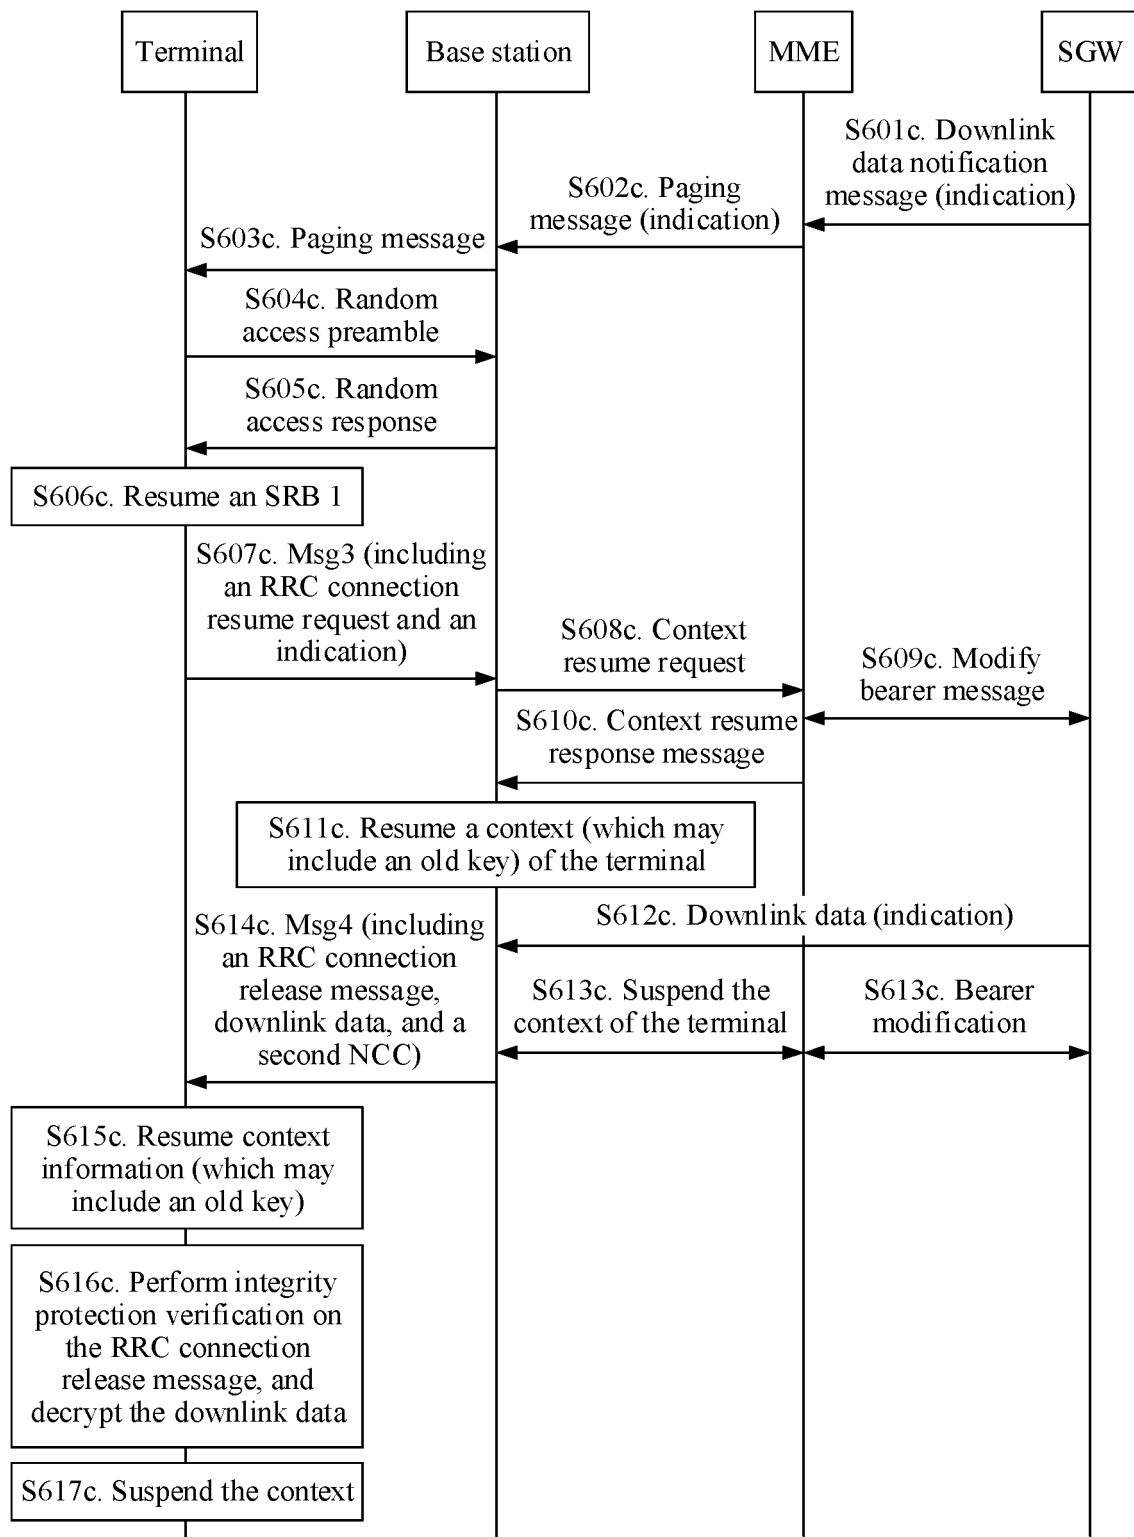 Terminal
Base station
MME
SGW
S601c. Downlink
data notification
message (indication)
S602c. Paging
message (indication)
S603c. Paging message
S604c. Random
access preamble
S605c. Random
access response
S606c. Resume an SRB 1
S607c. Msg3 (including
an RRC connection
resume request and an
indication)
S608c. Context
resume request
S609c. Modify
bearer message
S610c. Context resume
response message
S611c. Resume a context (which may
include an old key) of the terminal
S612c. Downlink data (indication)
S614c. Msg4 (including
an RRC connection
release message,
downlink data, and a
second NCC)
S613c. Suspend the
context of the terminal
S613c. Bearer
modification
S615c. Resume context
information (which may
include an old key)
S616c. Perform integrity
protection verification on
the RRC connection
release message, and
decrypt the downlink data
S617c. Suspend the context